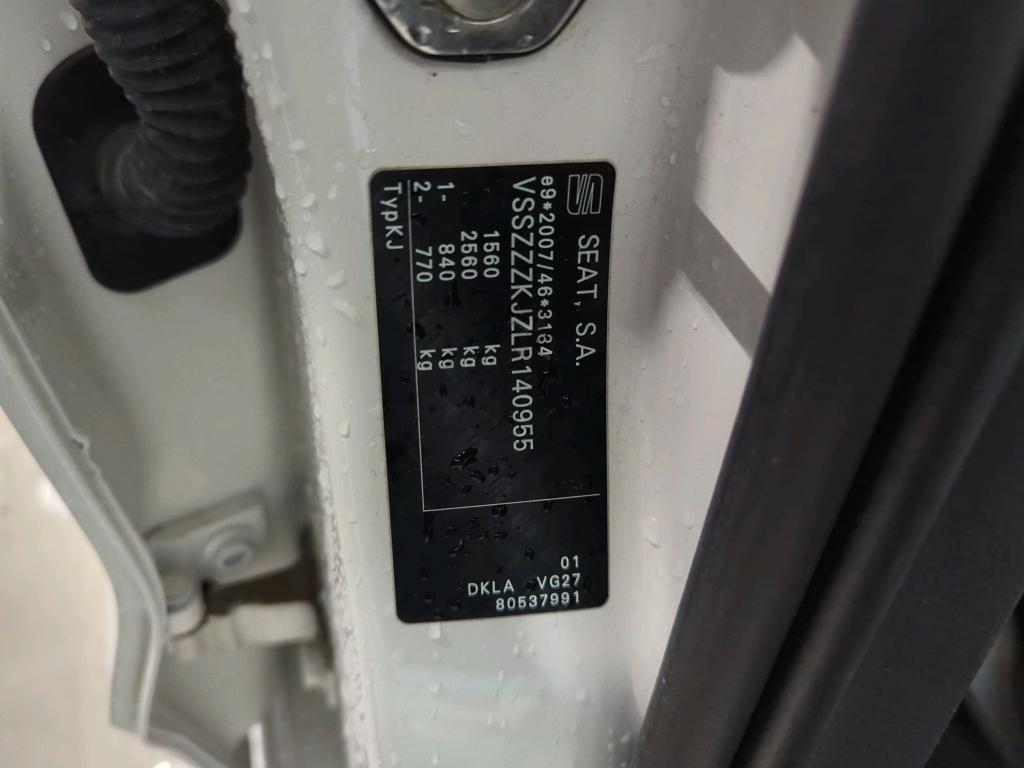 SEAT, S.A.
e9*2007/46*3134
VSSZZZKJZLR140955
1560 kg
2560 kg
1- 840 kg
2- 770 kg
TypKJ
01
DKLA VG27
80537991